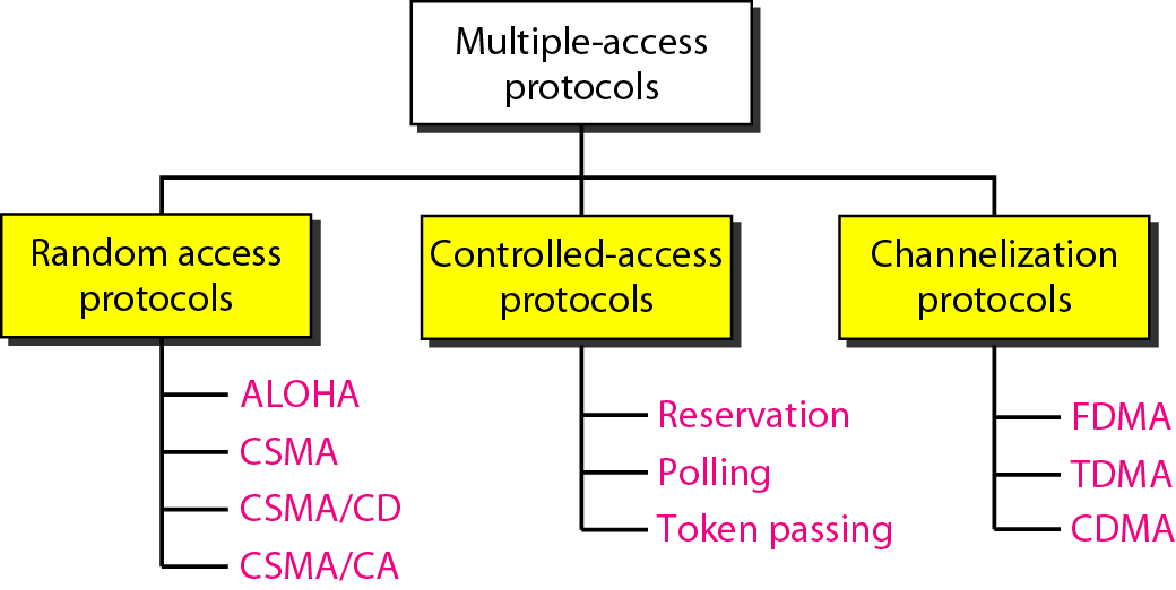 Multiple-access
protocols
Random access
protocols
Controlled-access
protocols
Channelization
protocols
ALOHA
CSMA
CSMA/CD
CSMA/CA
Reservation
Polling
Token passing
FDMA
TDMA
CDMA